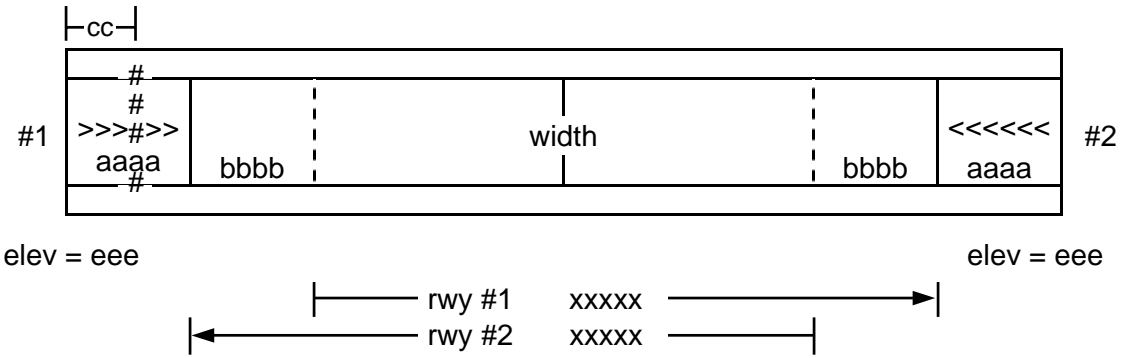 cc
#
#
#1 >>>#>> width <<<<<< #2
aaaa bbbb bbbb aaaa
#
elev = eee elev = eee
rwy #1 xxxxx
rwy #2 xxxxx